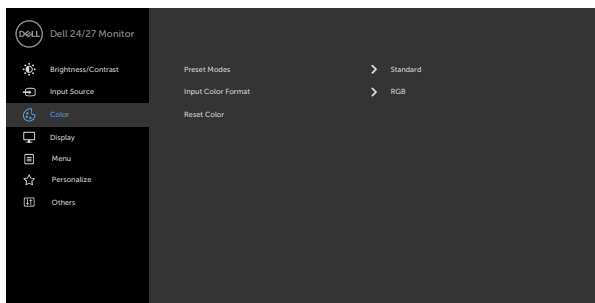 DELL Dell 24/27 Monitor
Brightness/Contrast Preset Modes Standard
Input Source Input Color Format RGB
Color Reset Color
Display
Menu
Personalize
Others